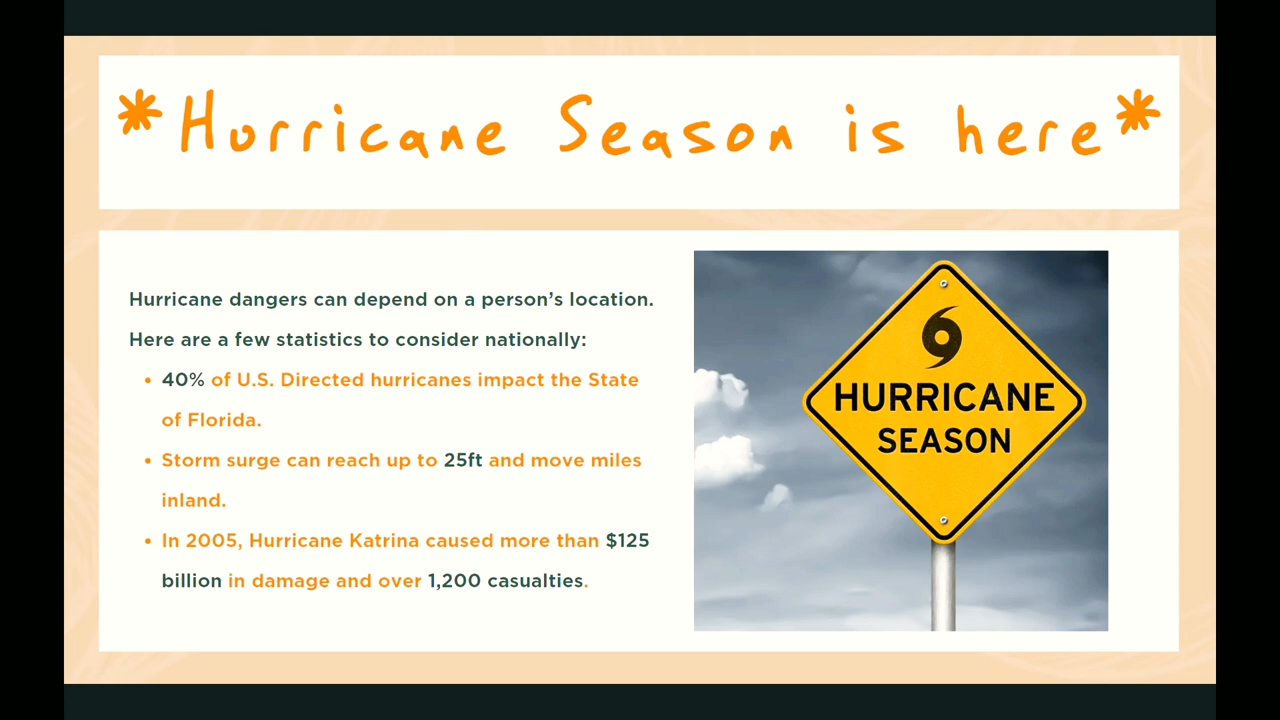 *Hurricane Season is here*
Hurricane dangers can depend on a person’s location.
Here are a few statistics to consider nationally:
• 40% of U.S. Directed hurricanes impact the State
of Florida.
• Storm surge can reach up to 25ft and move miles
inland.
• In 2005, Hurricane Katrina caused more than $125
billion in damage and over 1,200 casualties.
HURRICANE
SEASON